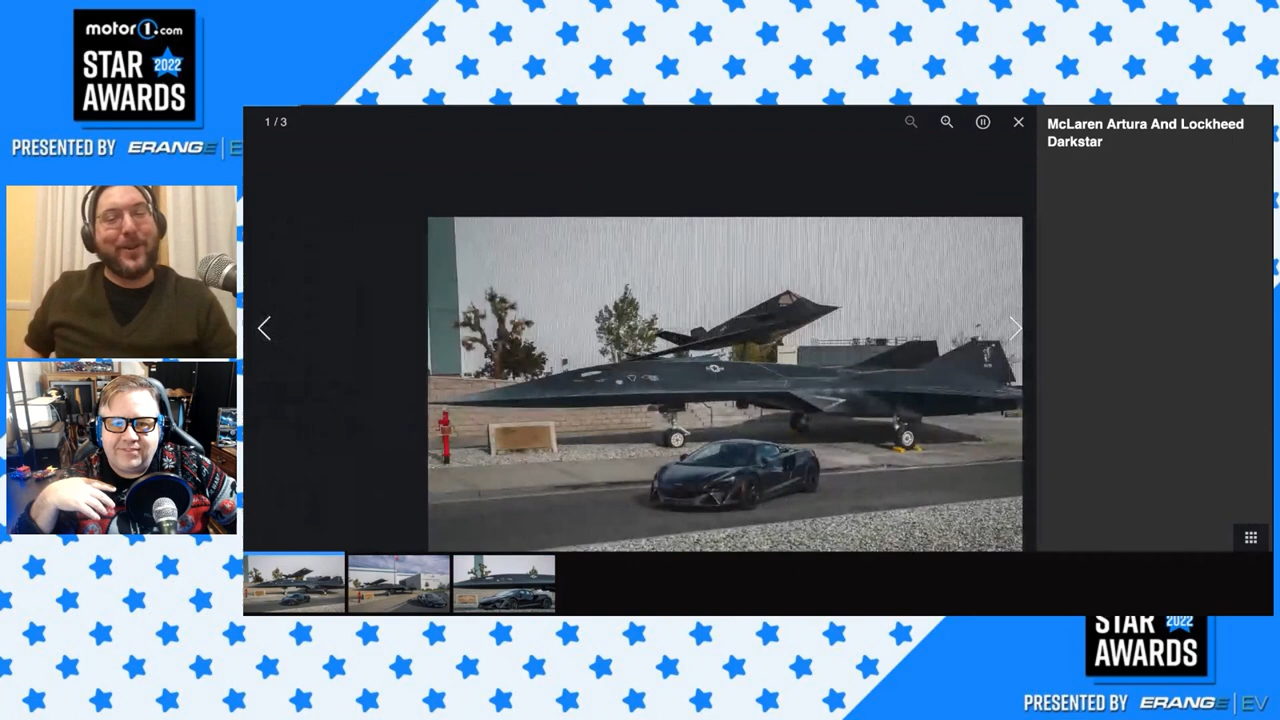 motor1.com
STAR 2022
AWARDS
PRESENTED BY ERANGE | E
1 / 3
McLaren Artura And Lockheed
Darkstar
STAR 2022
AWARDS
PRESENTED BY ERANGE | EV